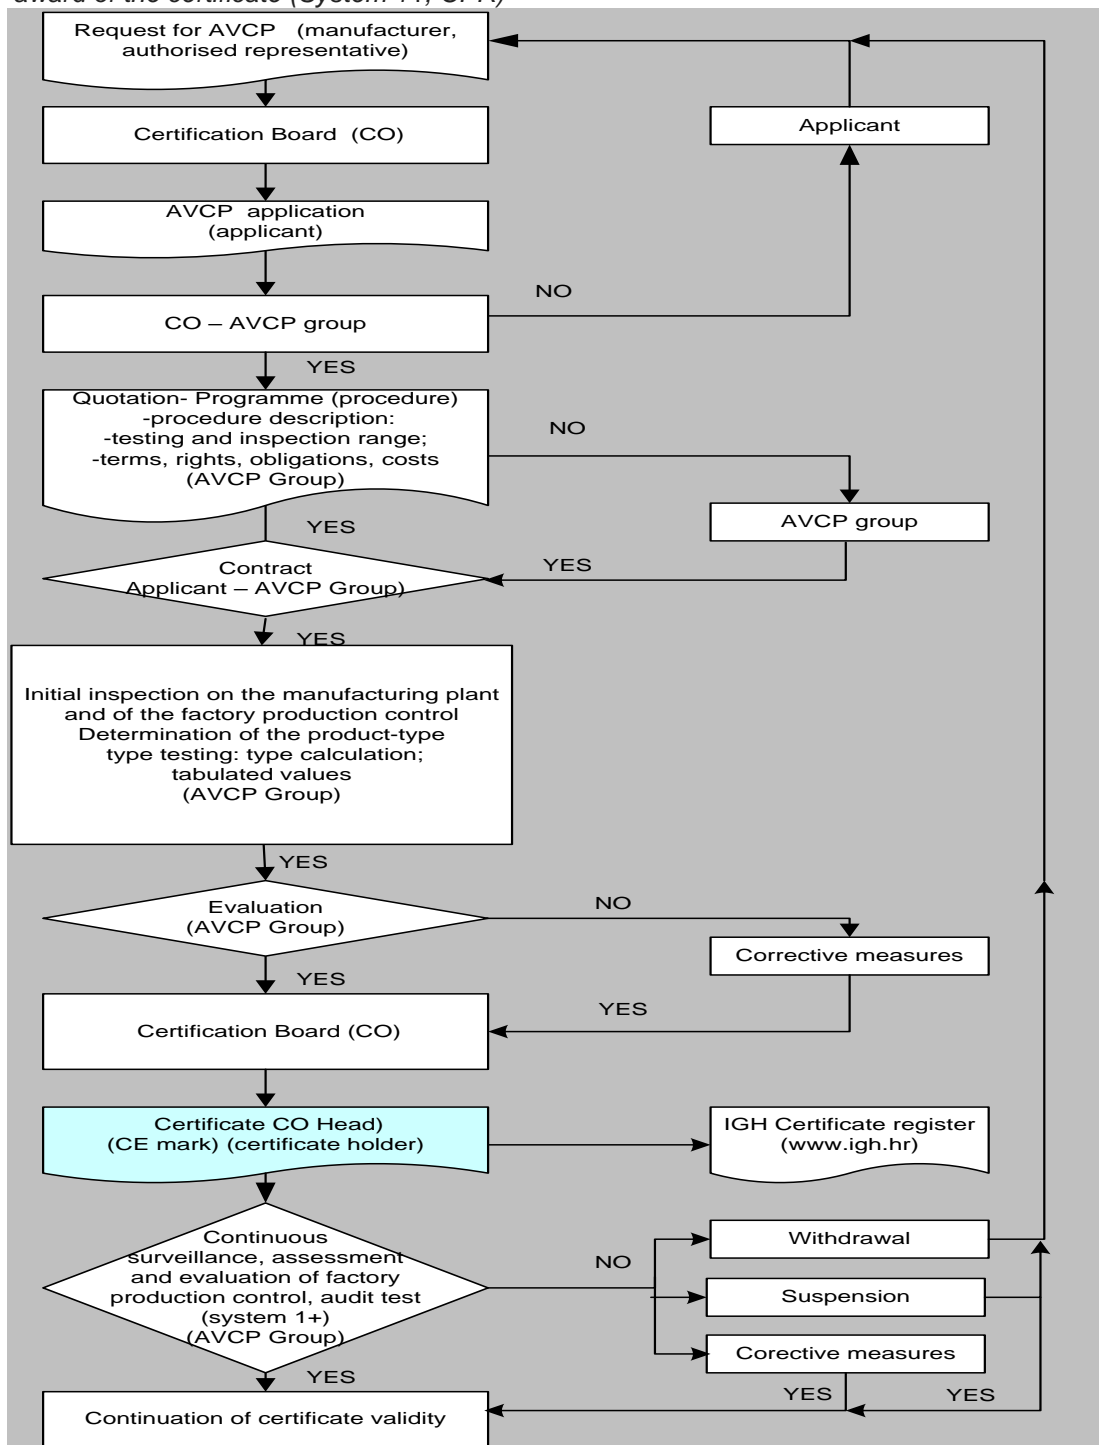 award of the certificate (System 1+, CPR)
Request for AVCP (manufacturer,
authorised representative)
Certification Board (CO)
Applicant
AVCP application
(applicant)
NO
CO – AVCP group
YES
Quotation- Programme (procedure)
-procedure description:
-testing and inspection range;
-terms, rights, obligations, costs
(AVCP Group)
NO
AVCP group
YES
YES
Contract
Applicant – AVCP Group)
YES
Initial inspection on the manufacturing plant
and of the factory production control
Determination of the product-type
type testing: type calculation;
tabulated values
(AVCP Group)
YES
Evaluation
(AVCP Group)
NO
Corrective measures
YES
YES
Certification Board (CO)
Certificate CO Head)
(CE mark) (certificate holder)
IGH Certificate register
(www.igh.hr)
Continuous
surveillance, assessment
and evaluation of factory
production control, audit test
(system 1+)
(AVCP Group)
NO
Withdrawal
Suspension
Corective measures
YES
YES
YES
Continuation of certificate validity